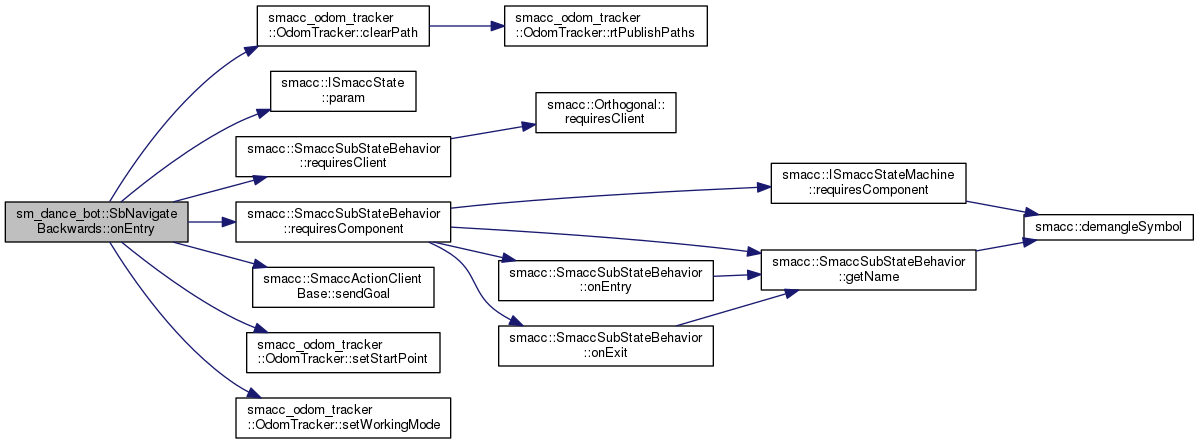 smacc_odom_tracker
::OdomTracker::clearPath
smacc_odom_tracker
::OdomTracker::rtPublishPaths
smacc::ISmaccState
::param
smacc::Orthogonal::
requiresClient
smacc::SmaccSubStateBehavior
::requiresClient
smacc::ISmaccStateMachine
::requiresComponent
sm_dance_bot::SbNavigate
Backwards::onEntry
smacc::SmaccSubStateBehavior
::requiresComponent
smacc::demangleSymbol
smacc::SmaccSubStateBehavior
::getName
smacc::SmaccActionClient
Base::sendGoal
smacc::SmaccSubStateBehavior
::onEntry
smacc_odom_tracker
::OdomTracker::setStartPoint
smacc::SmaccSubStateBehavior
::onExit
smacc_odom_tracker
::OdomTracker::setWorkingMode